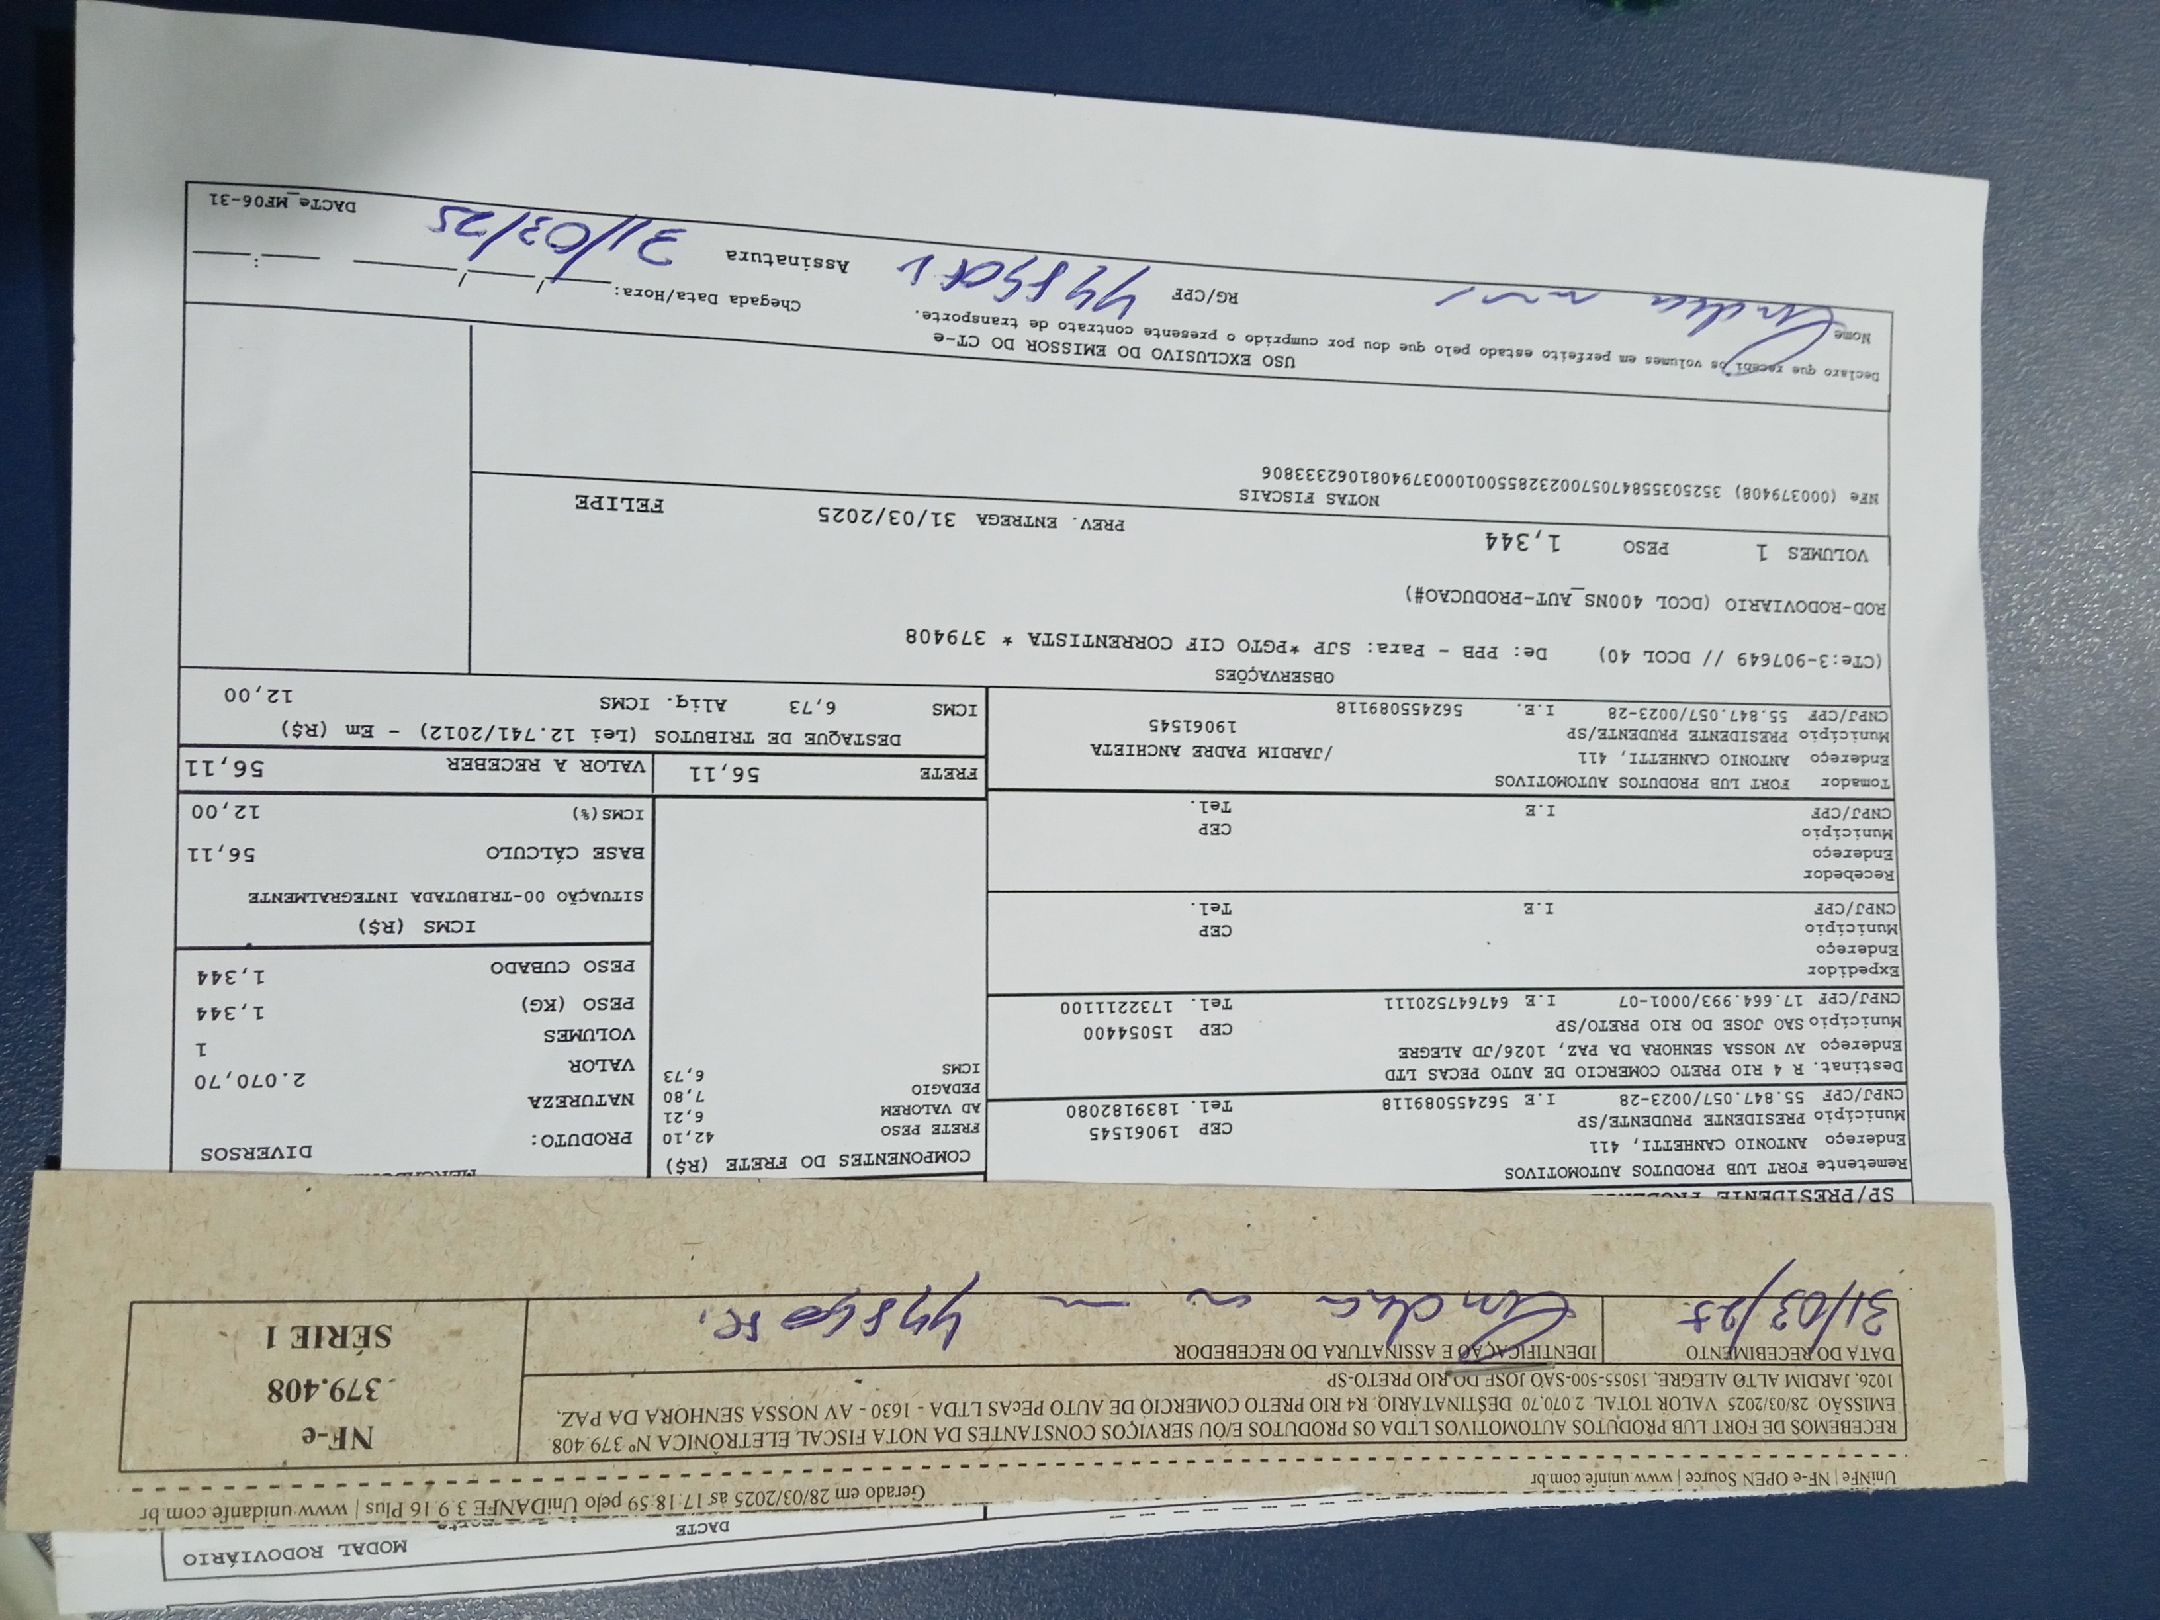 MODAL RODOVIÁRIO
DACTE
UniNFe | NF-e OPEN Source | www.uninfe.com.br
Gerado em 28/03/2025 às 17:18:59 pelo UniDANFE 3.9.16 Plus | www.unidanfe.com.br
RECEBEMOS DE FORT LUB PRODUTOS AUTOMOTIVOS LTDA OS PRODUTOS E/OU SERVIÇOS CONSTANTES DA NOTA FISCAL ELETRÔNICA Nº 379.408
EMISSÃO: 28/03/2025 VALOR TOTAL: 2.070,70 DESTINATÁRIO: R4 RIO PRETO COMERCIO DE AUTO PEcAS LTDA - 1630 - AV NOSSA SENHORA DA PAZ,
1026, JARDIM ALTO ALEGRE, 15055-500-SAO JOSE DO RIO PRETO-SP
NF-e
379.408
SÉRIE 1
DATA DO RECEBIMENTO
IDENTIFICAÇÃO E ASSINATURA DO RECEBEDOR
31/03/25
SP/PRESIDENTE
Remetente FORT LUB PRODUTOS AUTOMOTIVOS
Endereço ANTONIO CANHETTI, 411
Município PRESIDENTE PRUDENTE/SP CEP 19061545
CNPJ/CPF 55.847.057/0023-28 I.E 562455089118 Tel. 1839182080
Destinat. R 4 RIO PRETO COMERCIO DE AUTO PECAS LTD
Endereço AV NOSSA SENHORA DA PAZ, 1026/JD ALEGRE
Município SAO JOSE DO RIO PRETO/SP CEP 15054400
CNPJ/CPF 17.664.993/0001-07 I.E 647647520111 Tel. 1732211100
Expedidor
Endereço
Município CEP
CNPJ/CPF I.E Tel.
Recebedor
Endereço
Município CEP
CNPJ/CPF I.E Tel.
Tomador FORT LUB PRODUTOS AUTOMOTIVOS
Endereço ANTONIO CANHETTI, 411 /JARDIM PADRE ANCHIETA
Município PRESIDENTE PRUDENTE/SP 19061545
CNPJ/CPF 55.847.057/0023-28 I.E. 562455089118
COMPONENTES DO FRETE (R$)
FRETE PESO 42,10
AD VALOREM 6,21
PEDAGIO 7,80
ICMS 6,73
PRODUTO: DIVERSOS
NATUREZA
VALOR 2.070,70
VOLUMES 1
PESO (KG) 1,344
PESO CUBADO 1,344
ICMS (R$)
SITUAÇÃO 00-TRIBUTADA INTEGRALMENTE
BASE CÁLCULO 56,11
ICMS(%) 12,00
FRETE 56,11
VALOR A RECEBER 56,11
DESTAQUE DE TRIBUTOS (Lei 12.741/2012) - Em (R$)
ICMS 6,73 Aliq. ICMS 12,00
OBSERVAÇÕES
(CTe:3-907649 // DCOL 40) De: PPB - Para: SJP *PGTO CIF CORRENTISTA * 379408
ROD-RODOVIARIO (DCOL 400NS_AUT-PRODUCAO#)
VOLUMES 1 PESO 1,344 PREV. ENTREGA 31/03/2025 FELIPE
NOTAS FISCAIS
NFe (000379408) 35250355847057002328550010003794081062333806
USO EXCLUSIVO DO EMISSOR DO CT-e
Declaro que recebi os volumes em perfeito estado pelo que dou por cumprido o presente contrato de transporte.
Nome
RG/CPF
Assinatura
Chegada Data/Hora: ____/____/____ ____:____
31/03/25
DACTe_MF06-31